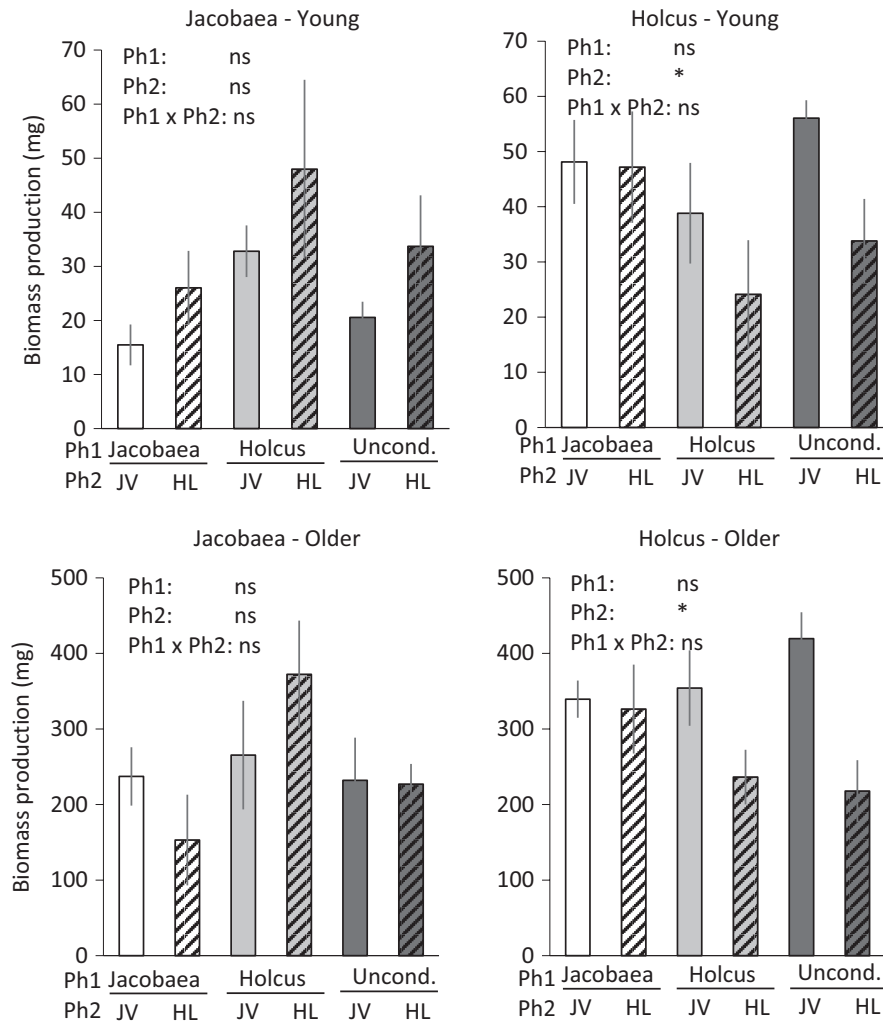 Jacobaea - Young
Ph1: ns
Ph2: ns
Ph1 x Ph2: ns
Biomass production (mg)
70
60
50
40
30
20
10
0
Ph1 Jacobaea Holcus Uncond.
Ph2 JV HL JV HL JV HL
Holcus - Young
Ph1: ns
Ph2: *
Ph1 x Ph2: ns
70
60
50
40
30
20
10
0
Ph1 Jacobaea Holcus Uncond.
Ph2 JV HL JV HL JV HL
Jacobaea - Older
Ph1: ns
Ph2: ns
Ph1 x Ph2: ns
Biomass production (mg)
500
400
300
200
100
0
Ph1 Jacobaea Holcus Uncond.
Ph2 JV HL JV HL JV HL
Holcus - Older
Ph1: ns
Ph2: *
Ph1 x Ph2: ns
500
400
300
200
100
0
Ph1 Jacobaea Holcus Uncond.
Ph2 JV HL JV HL JV HL